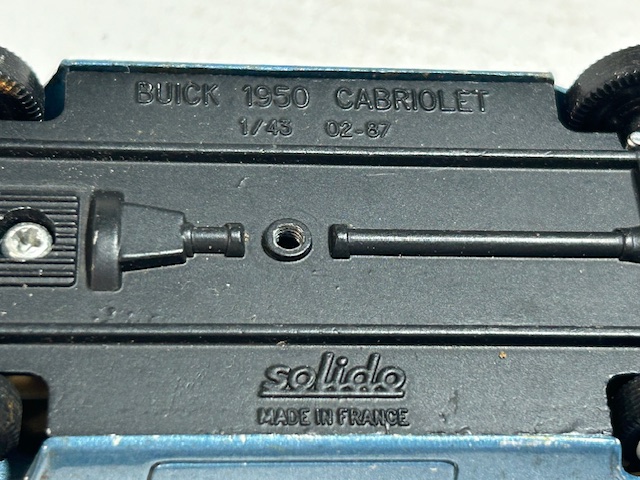 BUICK 1950 CABRIOLET
1/43 02-87
solido
MADE IN FRANCE